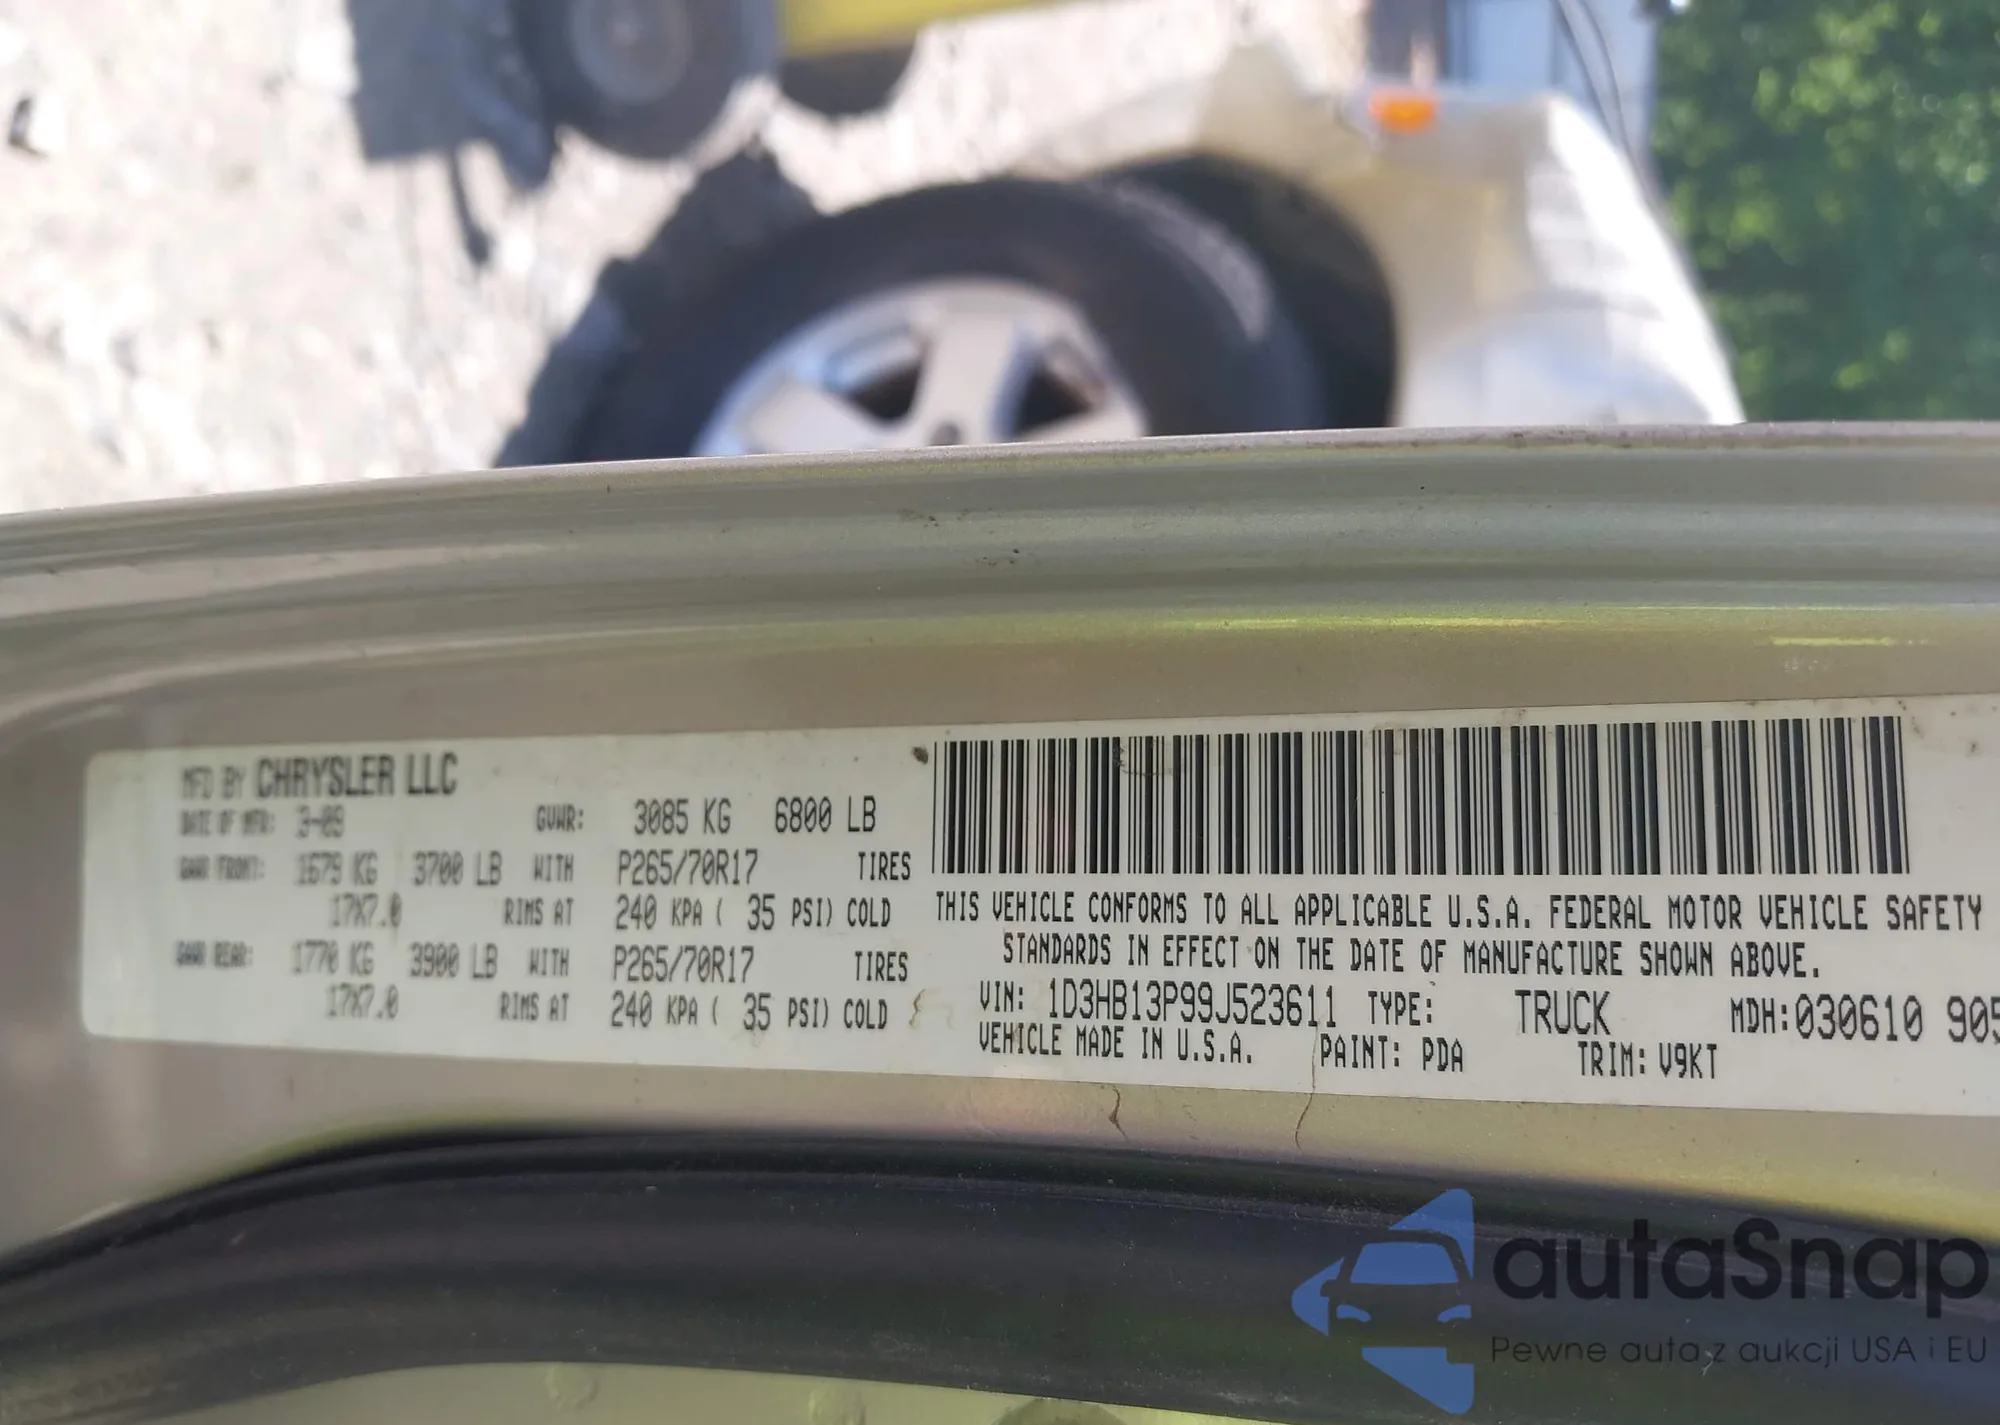 MFD BY CHRYSLER LLC
DATE OF MFR: 3-09 GVWR: 3085 KG 6800 LB
GAWR FRONT: 1679 KG 3700 LB WITH P265/70R17 TIRES
17X7.0 RIMS AT 240 KPA ( 35 PSI) COLD
GAWR REAR: 1770 KG 3900 LB WITH P265/70R17 TIRES
17X7.0 RIMS AT 240 KPA ( 35 PSI) COLD
THIS VEHICLE CONFORMS TO ALL APPLICABLE U.S.A. FEDERAL MOTOR VEHICLE SAFETY
STANDARDS IN EFFECT ON THE DATE OF MANUFACTURE SHOWN ABOVE.
VIN: 1D3HB13P99J523611 TYPE: TRUCK MDH:030610 905
VEHICLE MADE IN U.S.A. PAINT: PDA TRIM: V9KT
autaSnap
Pewne auta z aukcji USA i EU